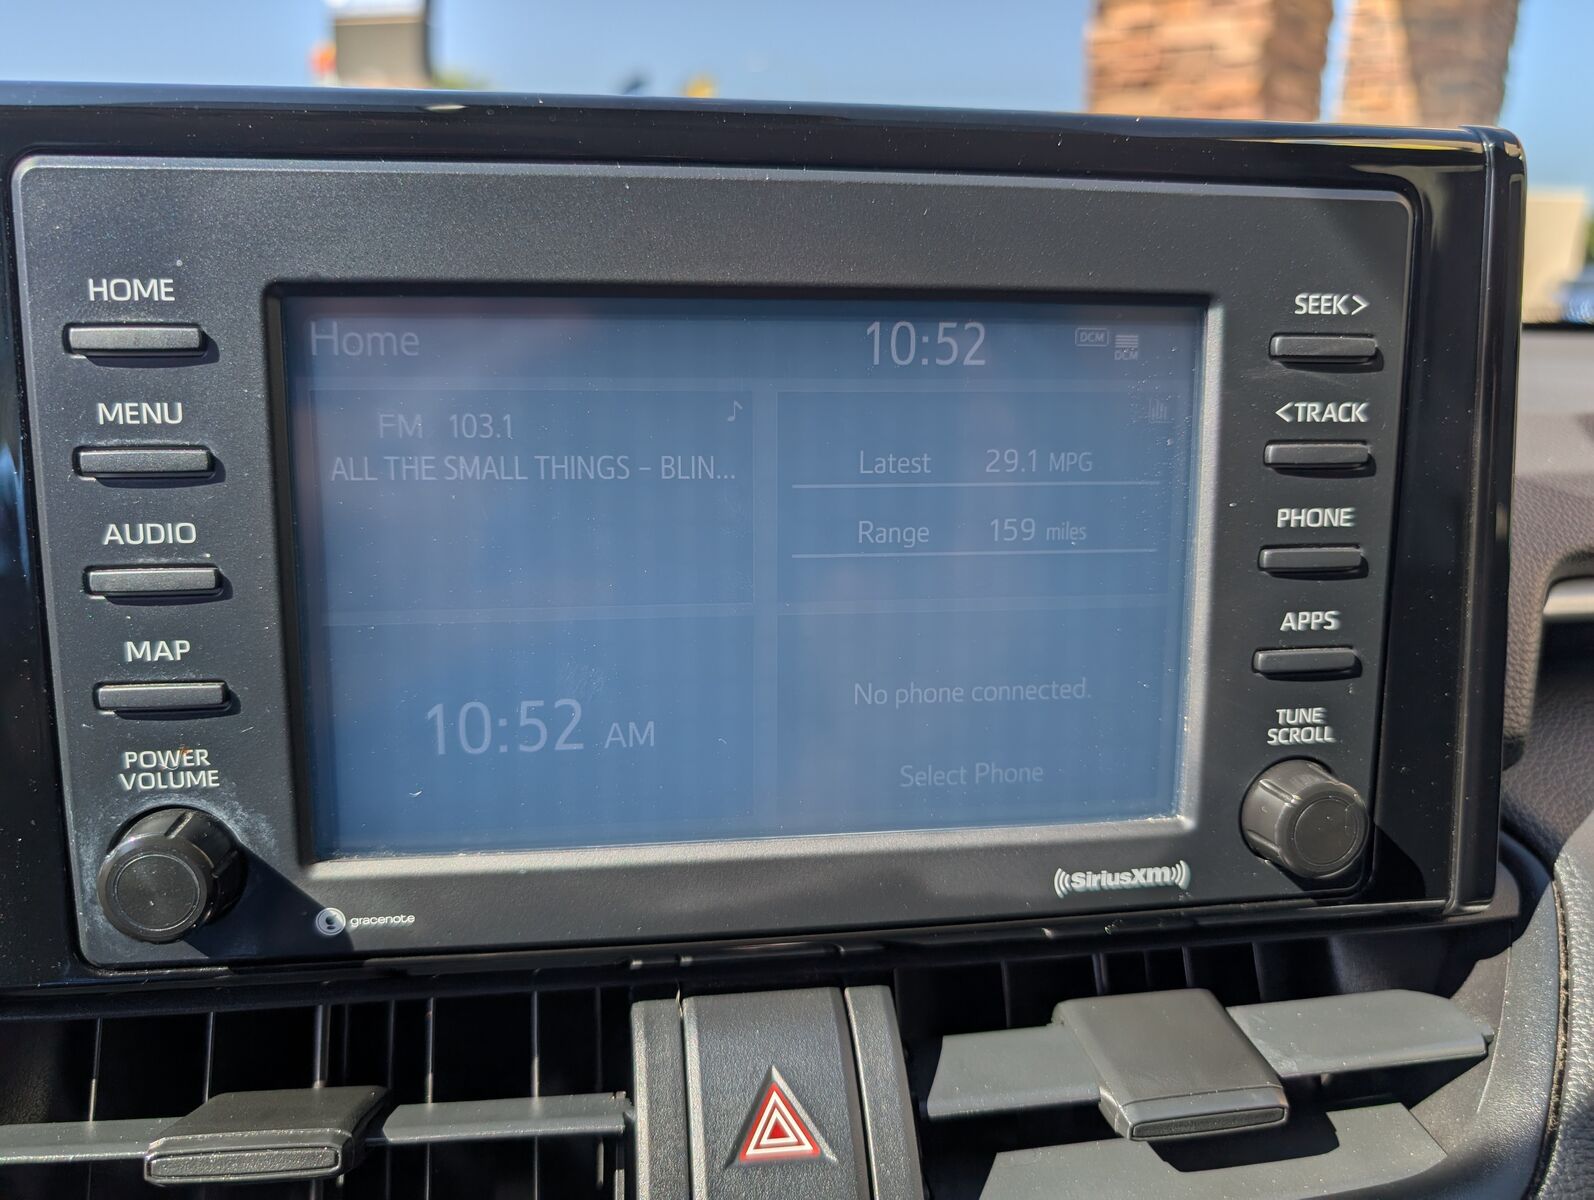 HOME
MENU
AUDIO
MAP
POWER
VOLUME
Home
10:52
DCM
DCM
FM 103.1
ALL THE SMALL THINGS - BLIN...
Latest 29.1 MPG
Range 159 miles
10:52 AM
No phone connected.
Select Phone
SEEK>
<TRACK
PHONE
APPS
TUNE
SCROLL
gracenote
((SiriusXM))